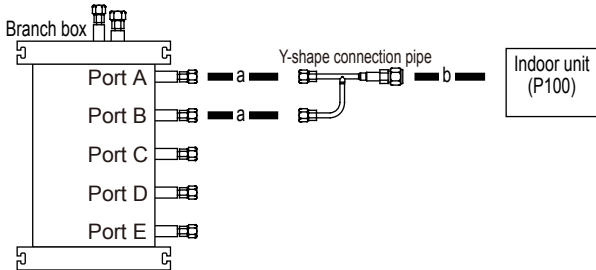 Branch box
Y-shape connection pipe
Port A
a
b
Indoor unit
(P100)
Port B
a
Port C
Port D
Port E